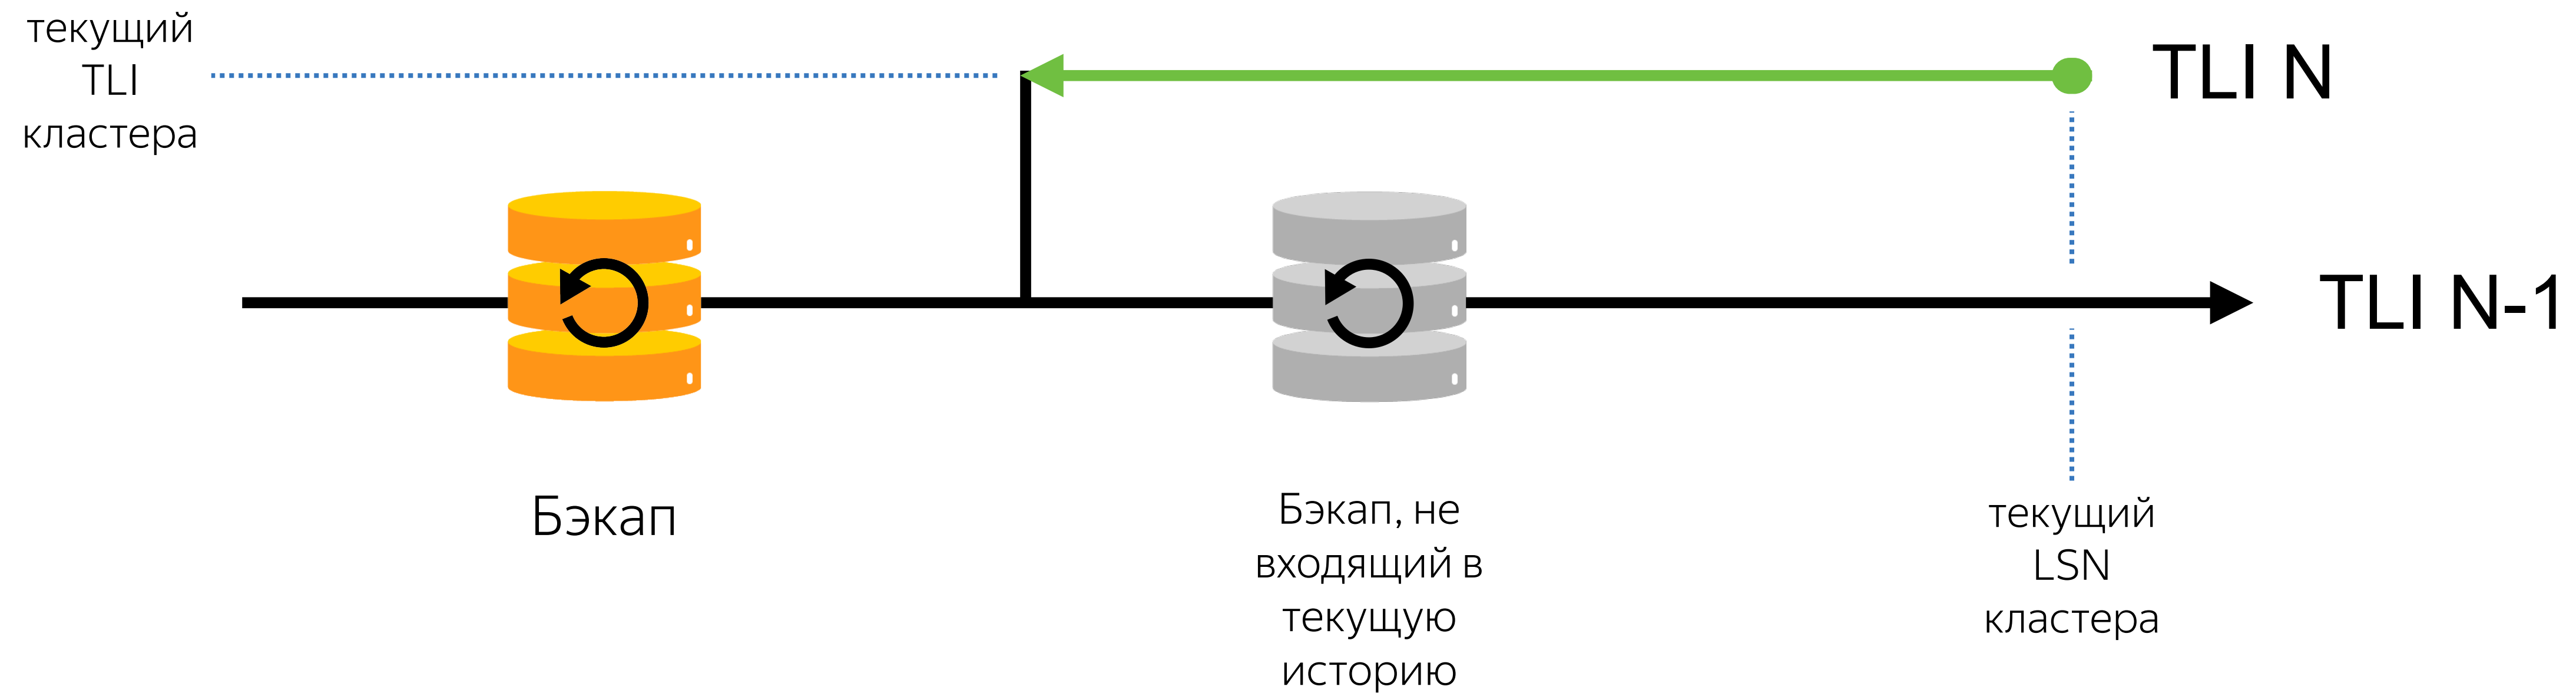 текущий
TLI
кластера
TLI N
TLI N-1
Бэкап
Бэкап, не
входящий в
текущую
историю
текущий
LSN
кластера